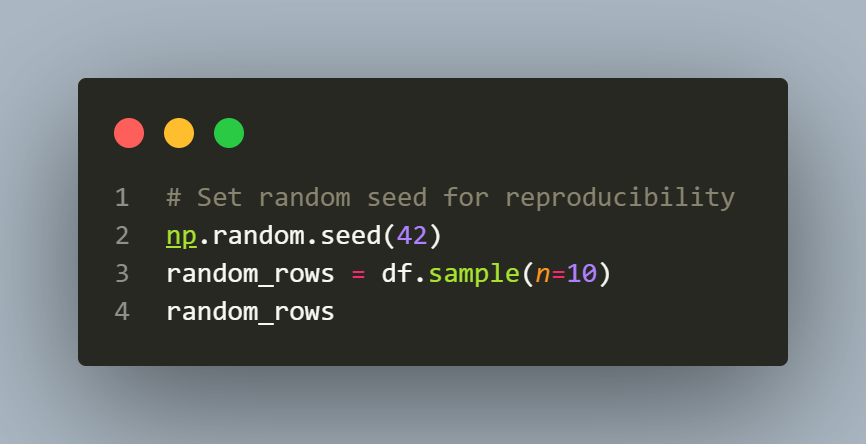 1 # Set random seed for reproducibility
2 np.random.seed(42)
3 random_rows = df.sample(n=10)
4 random_rows